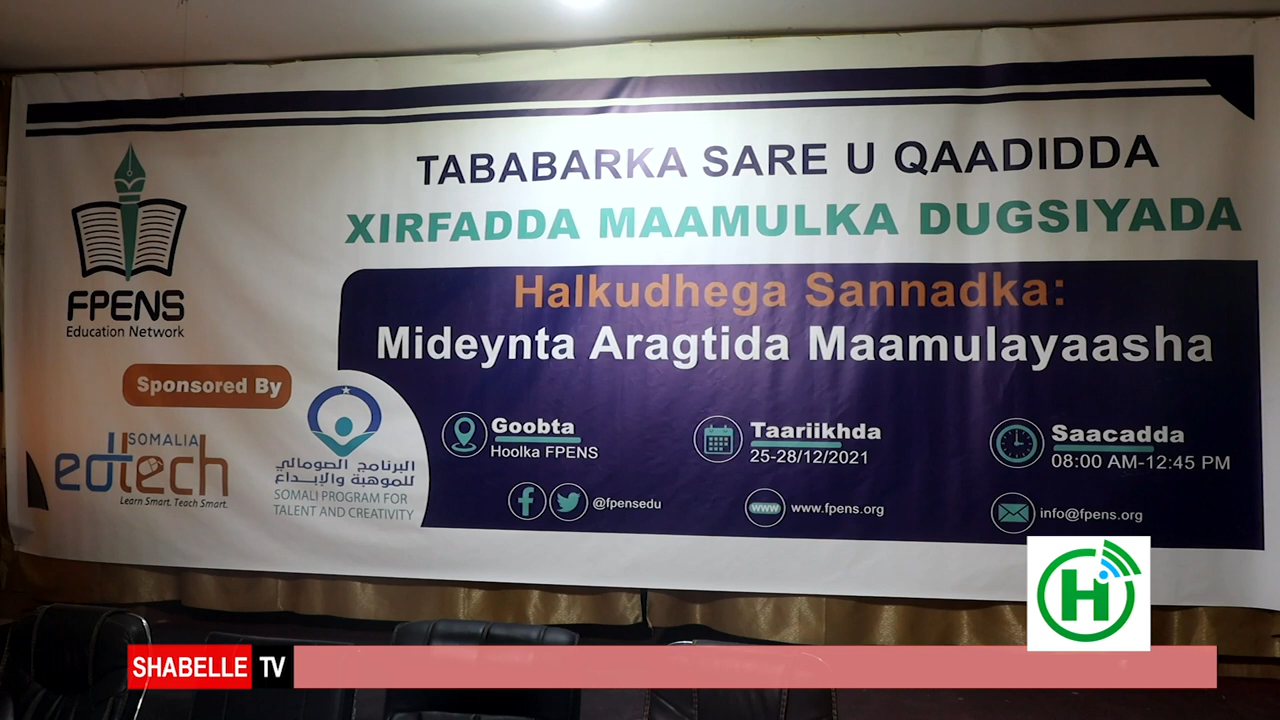 TABABARKA SARE U QAADIDDA
XIRFADDA MAAMULKA DUGSIYADA
Halkudhega Sannadka:
Mideynta Aragtida Maamulayaasha
FPENS
Education Network
Sponsored By
SOMALIA
edtech
Learn Smart. Teach Smart.
البرنامج الصومالي
للموهبة والإبداع
SOMALI PROGRAM FOR
TALENT AND CREATIVITY
Goobta
Hoolka FPENS
Taariikhda
25-28/12/2021
Saacadda
08:00 AM-12:45 PM
@fpensedu
www
www.fpens.org
info@fpens.org
H
SHABELLE TV